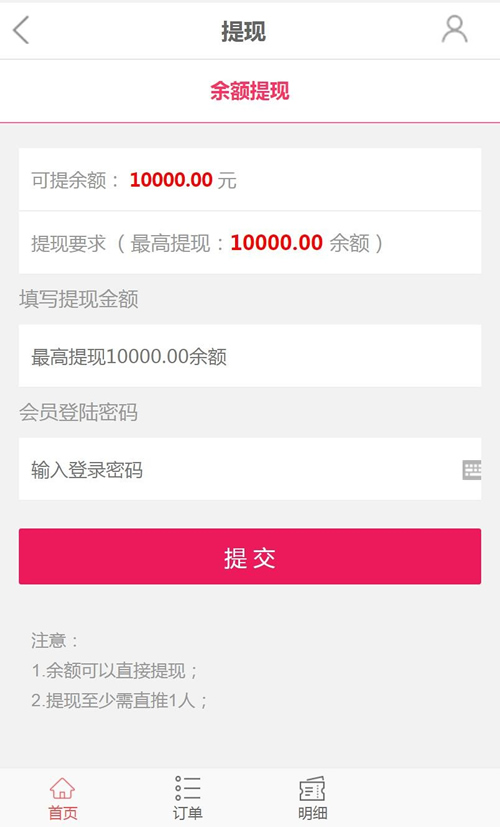 提现
余额提现
可提余额： 10000.00 元
提现要求（最高提现：10000.00 余额）
填写提现金额
最高提现10000.00余额
会员登陆密码
输入登录密码
提 交
注意：
1.余额可以直接提现；
2.提现至少需直推1人；
首页 订单 明细